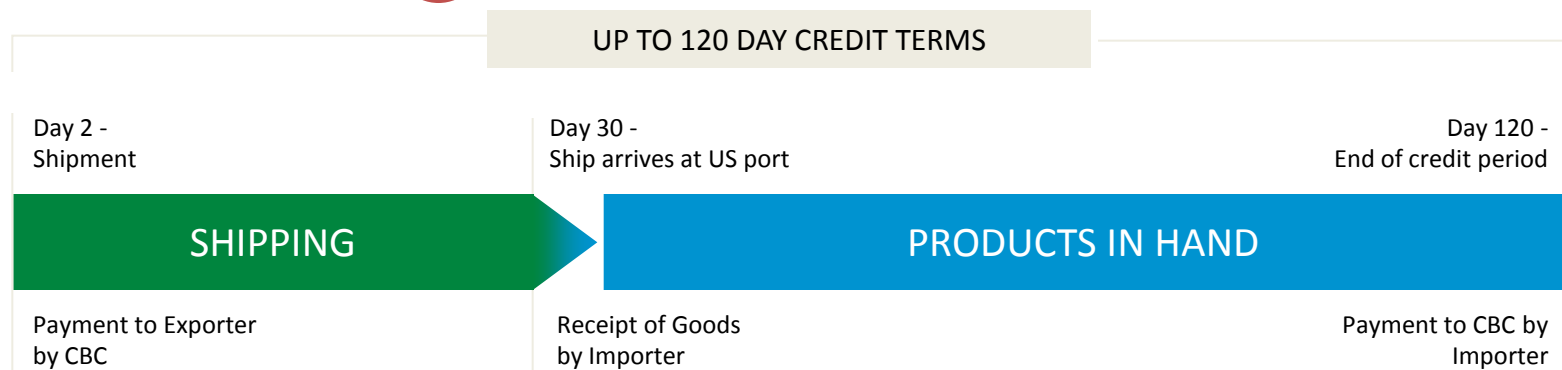 UP TO 120 DAY CREDIT TERMS
Day 2 -
Shipment
Day 30 -
Ship arrives at US port
Day 120 -
End of credit period
SHIPPING
PRODUCTS IN HAND
Payment to Exporter
by CBC
Receipt of Goods
by Importer
Payment to CBC by
Importer